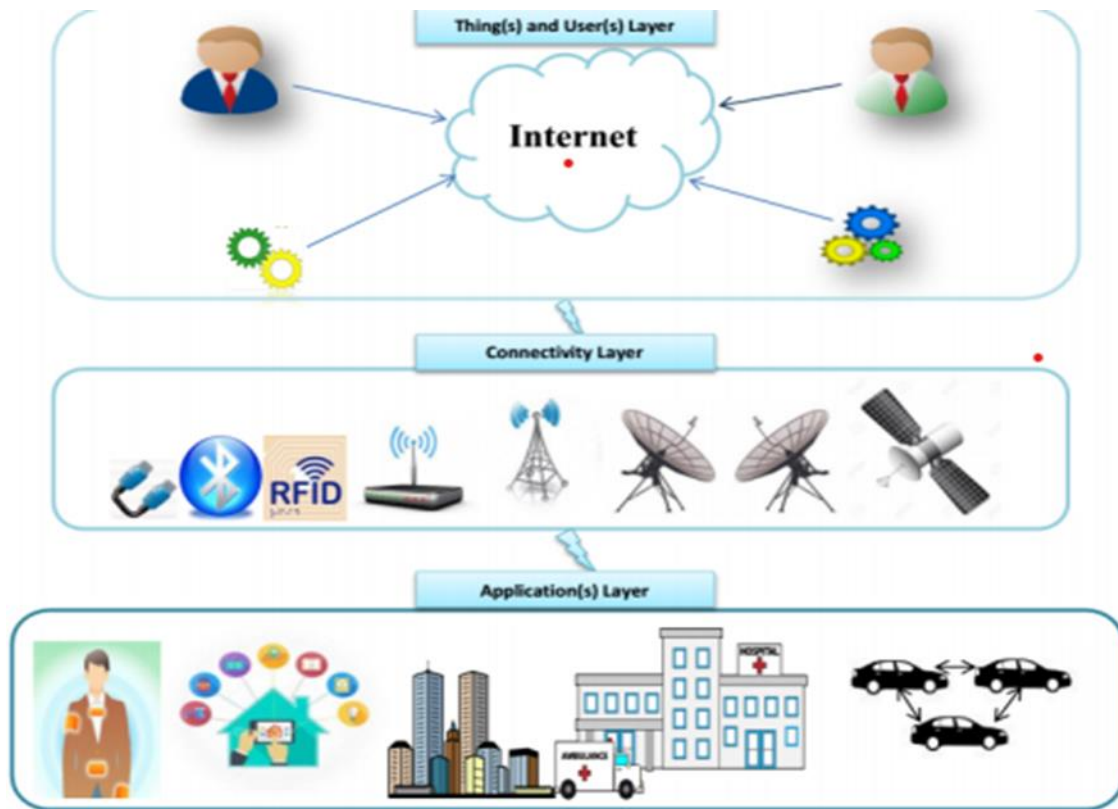 Thing(s) and User(s) Layer
Internet
Connectivity Layer
RFID
Application(s) Layer
HOSPITAL
AMBULANCE